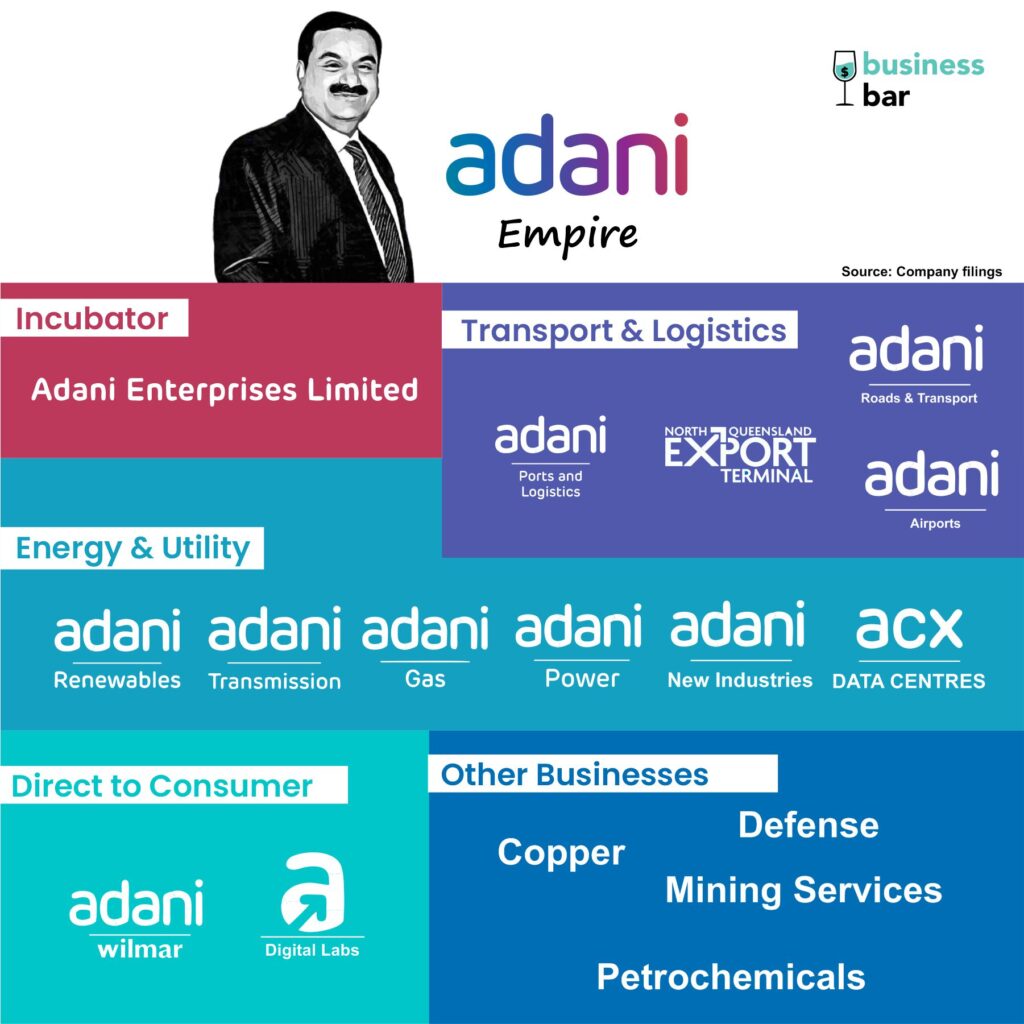 business
bar
adani
Empire
Source: Company filings
Incubator
Adani Enterprises Limited
Transport & Logistics
adani
Roads & Transport
adani
Ports and
Logistics
NORTH QUEENSLAND
EXPORT
TERMINAL
adani
Airports
Energy & Utility
adani
Renewables
adani
Transmission
adani
Gas
adani
Power
adani
New Industries
acx
DATA CENTRES
Direct to Consumer
adani
wilmar
a
Digital Labs
Other Businesses
Defense
Copper
Mining Services
Petrochemicals